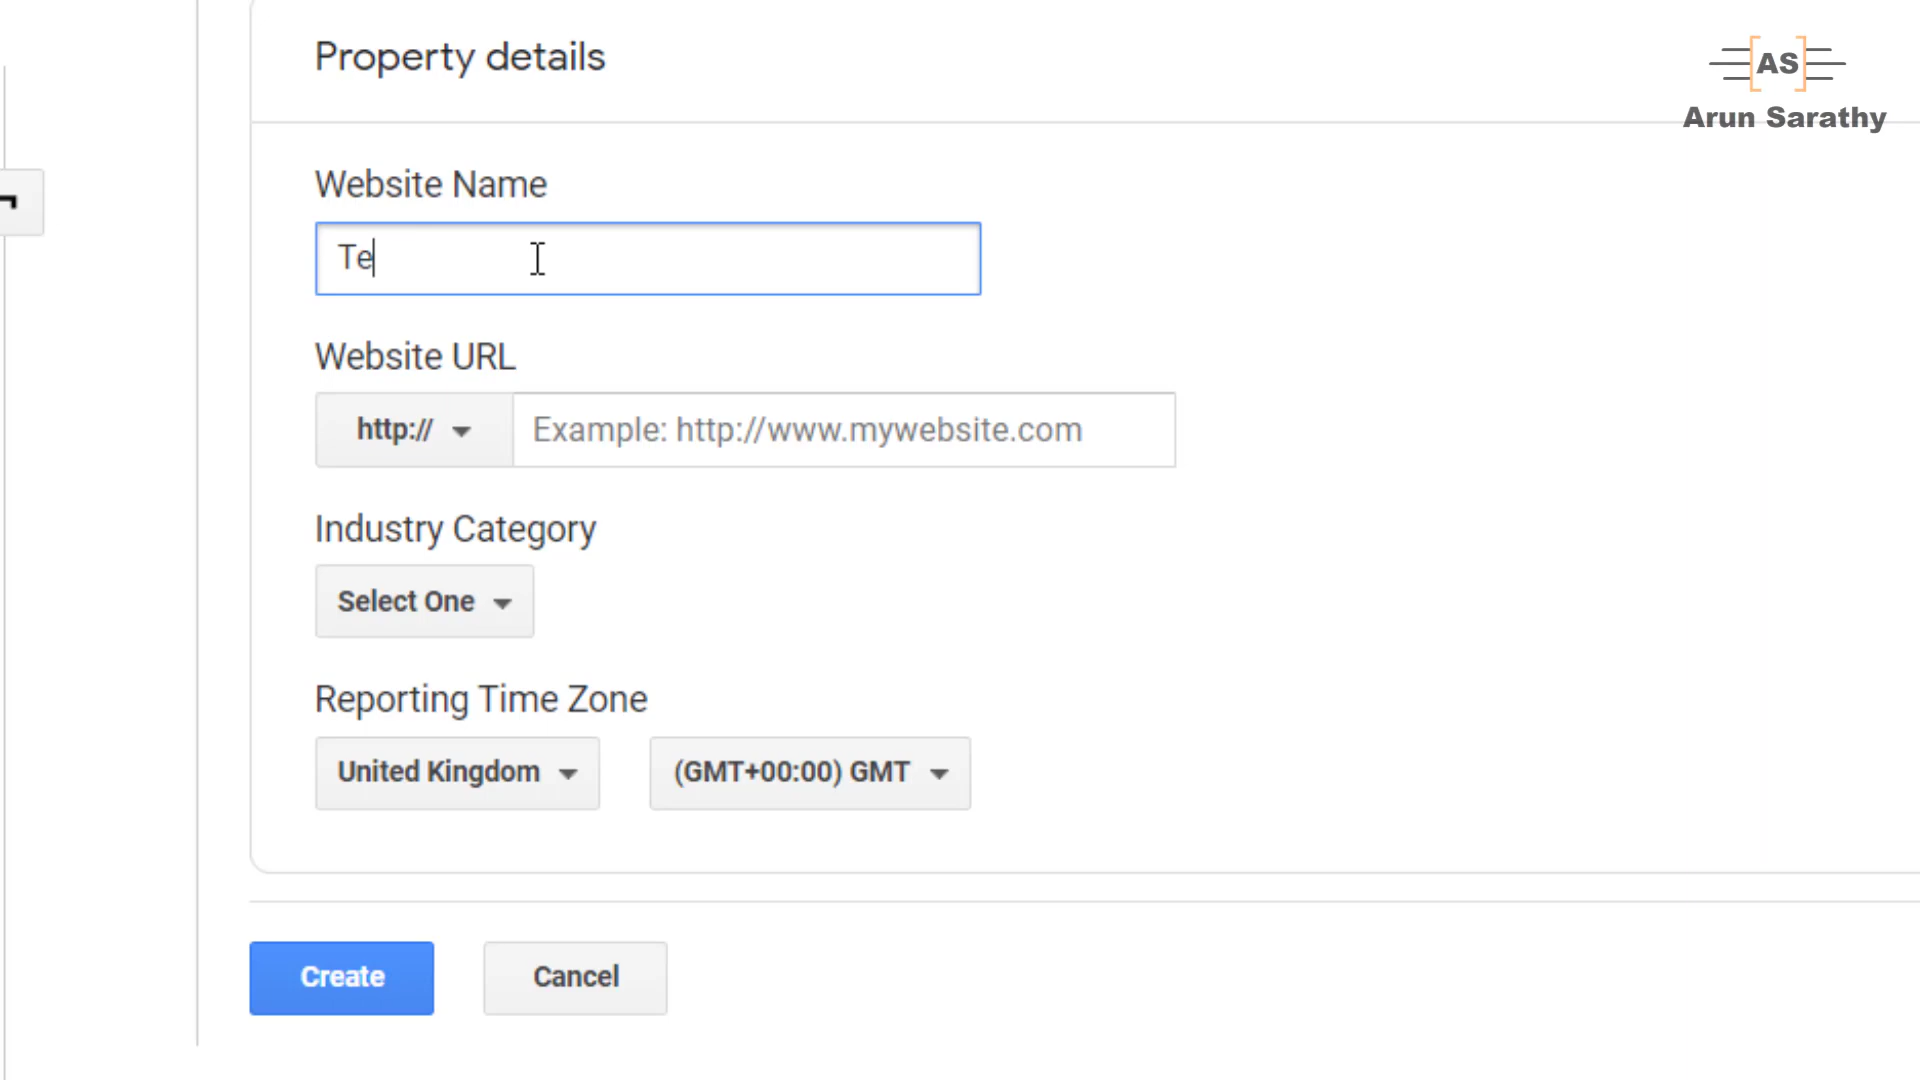 Property details
AS
Arun Sarathy
Website Name
Te
Website URL
http://
Example: http://www.mywebsite.com
Industry Category
Select One
Reporting Time Zone
United Kingdom
(GMT+00:00) GMT
Create
Cancel